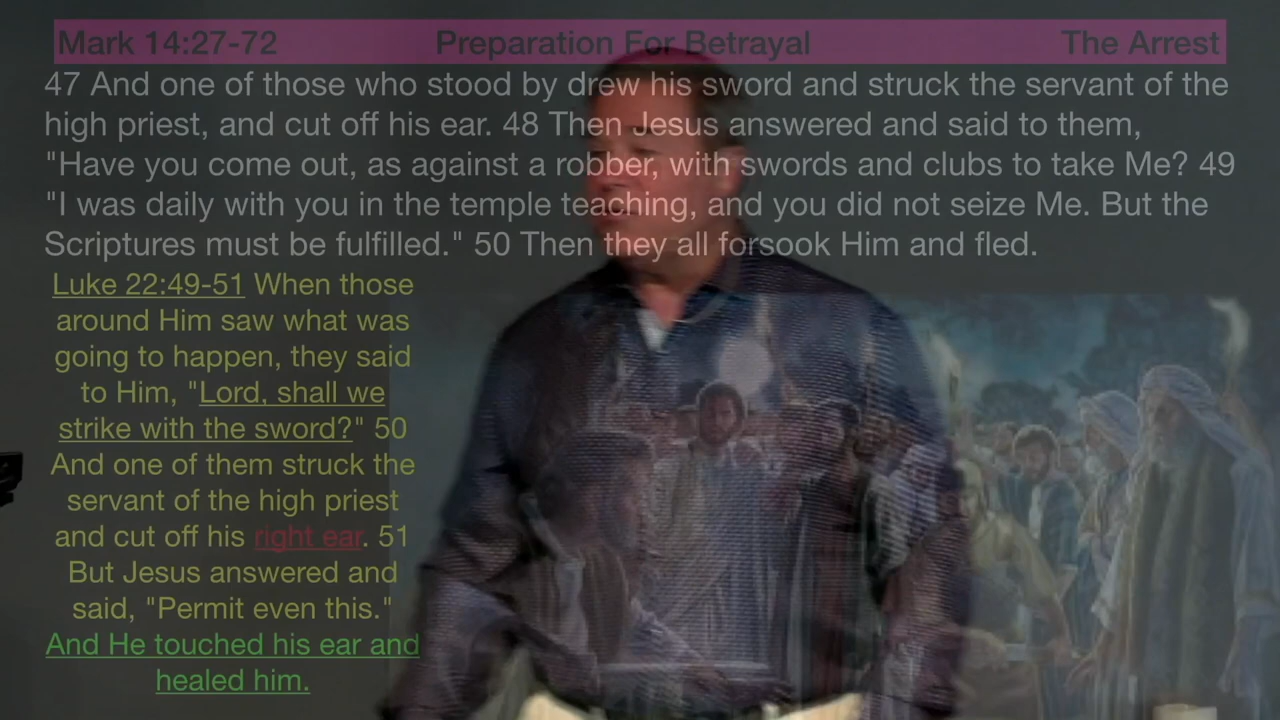 Mark 14:27-72 Preparation For Betrayal The Arrest
47 And one of those who stood by drew his sword and struck the servant of the
high priest, and cut off his ear. 48 Then Jesus answered and said to them,
"Have you come out, as against a robber, with swords and clubs to take Me? 49
"I was daily with you in the temple teaching, and you did not seize Me. But the
Scriptures must be fulfilled." 50 Then they all forsook Him and fled.
Luke 22:49-51 When those
around Him saw what was
going to happen, they said
to Him, "Lord, shall we
strike with the sword?" 50
And one of them struck the
servant of the high priest
and cut off his right ear. 51
But Jesus answered and
said, "Permit even this."
And He touched his ear and
healed him.